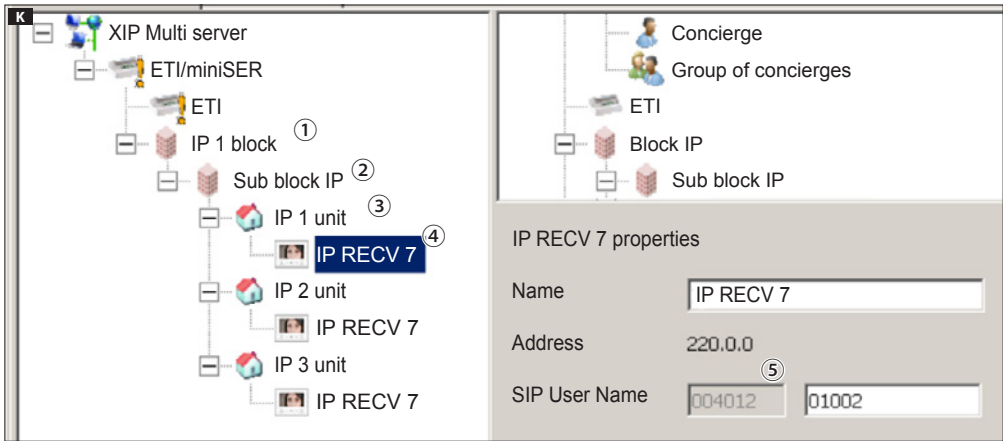 K
XIP Multi server
ETI/miniSER
ETI
IP 1 block ①
Sub block IP ②
IP 1 unit ③
IP RECV 7 ④
IP 2 unit
IP RECV 7
IP 3 unit
IP RECV 7
Concierge
Group of concierges
ETI
Block IP
Sub block IP
IP RECV 7 properties
Name IP RECV 7
Address 220.0.0
⑤
SIP User Name 004012 01002